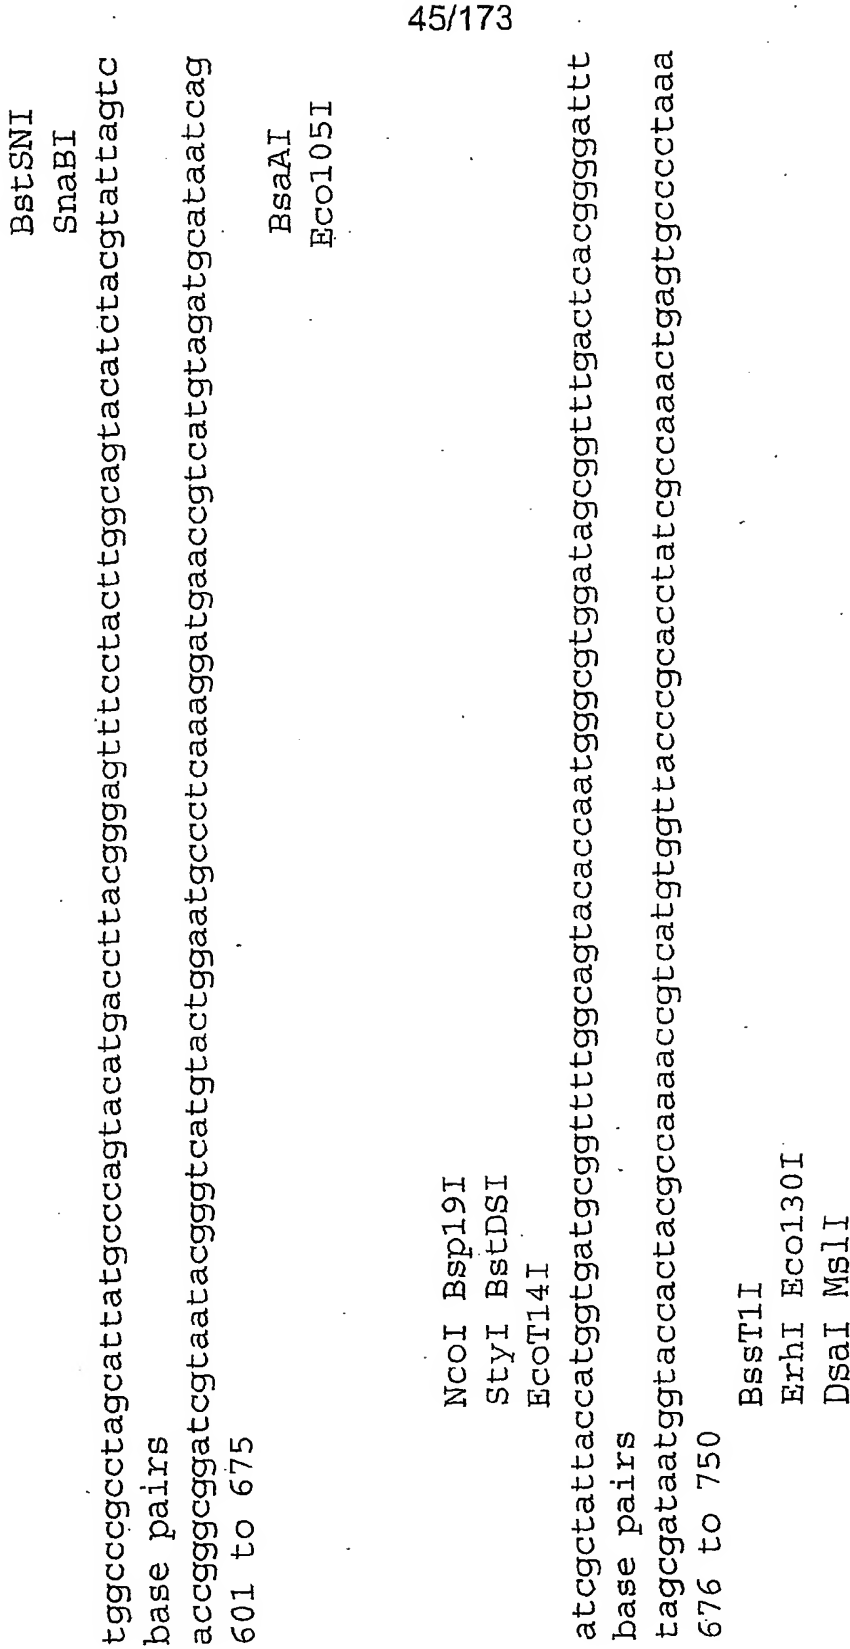 45/173
BstSNI
SnaBI
tggcccgcctagcattatgcccagtacatgaccttacgggagtttcctacttggcagtacatctacgtattagtc
base pairs
accgggcggatcgtaatacgggtcatgtactggaatgccctcaaaggatgaaccgtcatgtagatgcataatcag
601 to 675
BsaAI
Eco105I
NcoI Bsp19I
StyI BstDSI
EcoT14I
atcgctattaccatggtgatgcggttttggcagtacaccaatgggcgtggatagcggtttgactcacggggattt
base pairs
tagcgataatggtaccactacgccaaaaccgtcatgtggttacccgcacctatcgccaaactgagtgcccctaaa
676 to 750
BssT1I
ErhI Eco130I
DsaI MslI